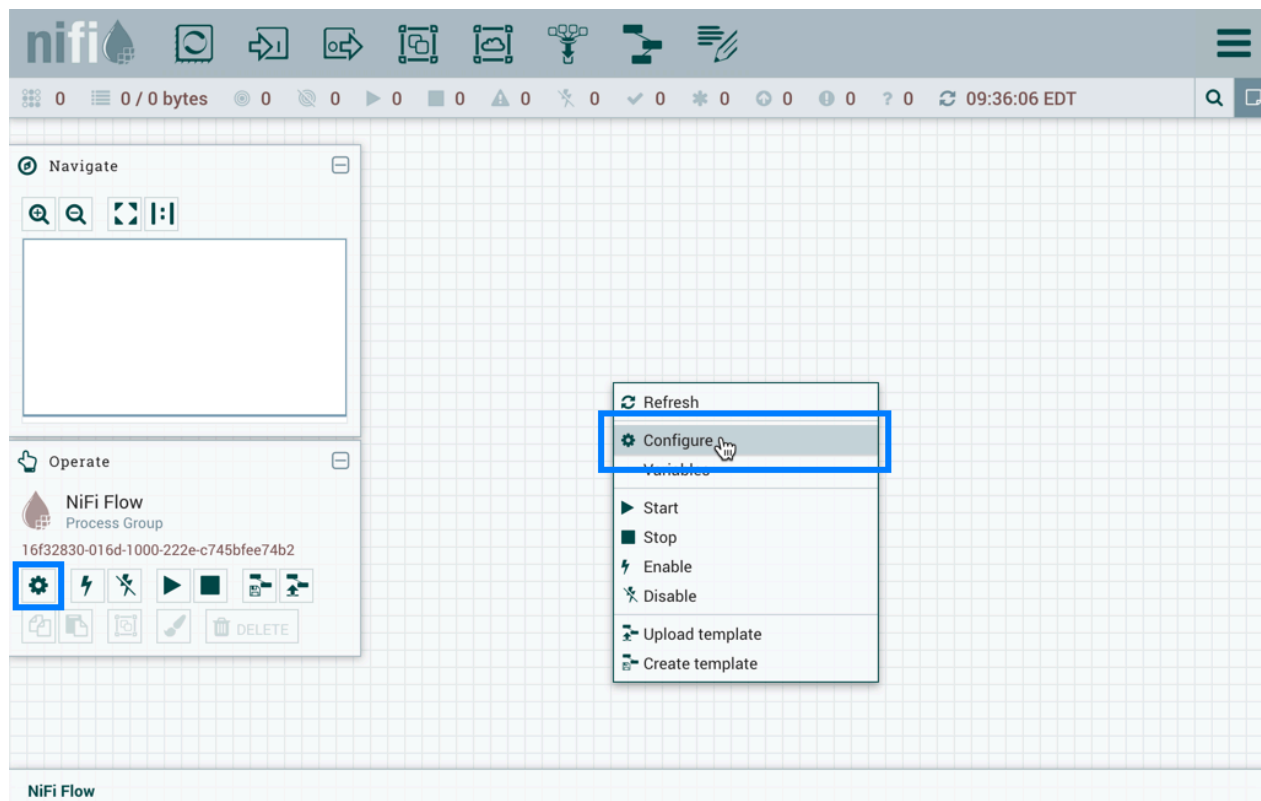 nifi
0 0 / 0 bytes 0 0 0 0 0 0 0 0 0 0 ? 0 09:36:06 EDT
Navigate
Operate
NiFi Flow
Process Group
16f32830-016d-1000-222e-c745bfee74b2
DELETE
Refresh
Configure
Variables
Start
Stop
Enable
Disable
Upload template
Create template
NiFi Flow